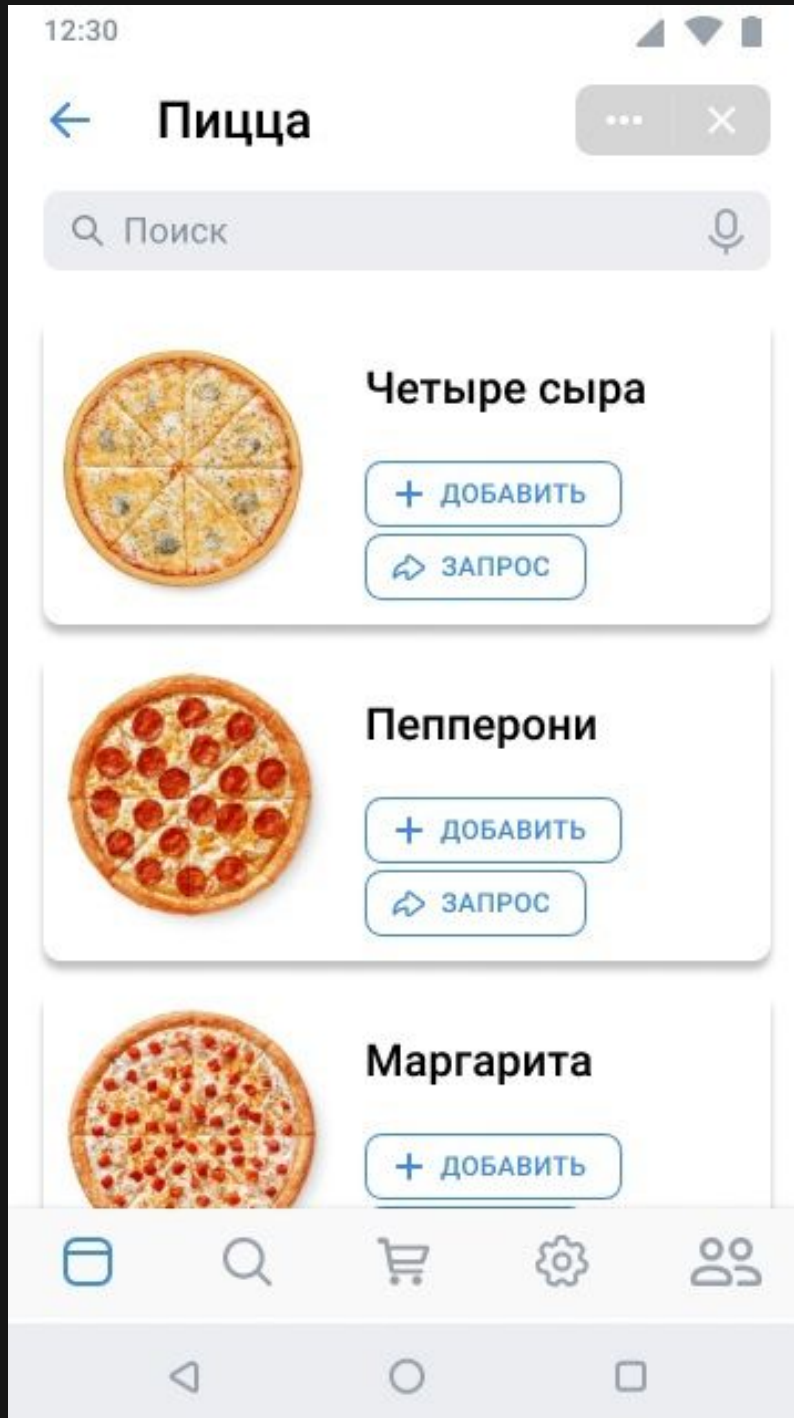 12:30
Пицца
Поиск
Четыре сыра
ДОБАВИТЬ
ЗАПРОС
Пепперони
ДОБАВИТЬ
ЗАПРОС
Маргарита
ДОБАВИТЬ